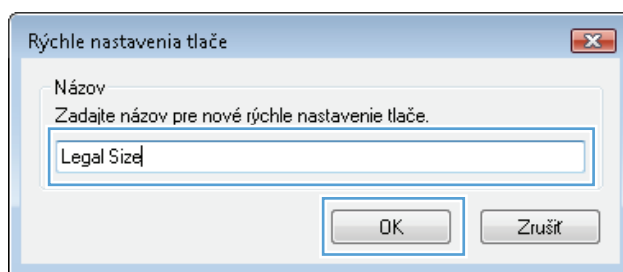 Rýchle nastavenia tlače
Názov
Zadajte názov pre nové rýchle nastavenie tlače.
Legal Size
OK
Zrušiť